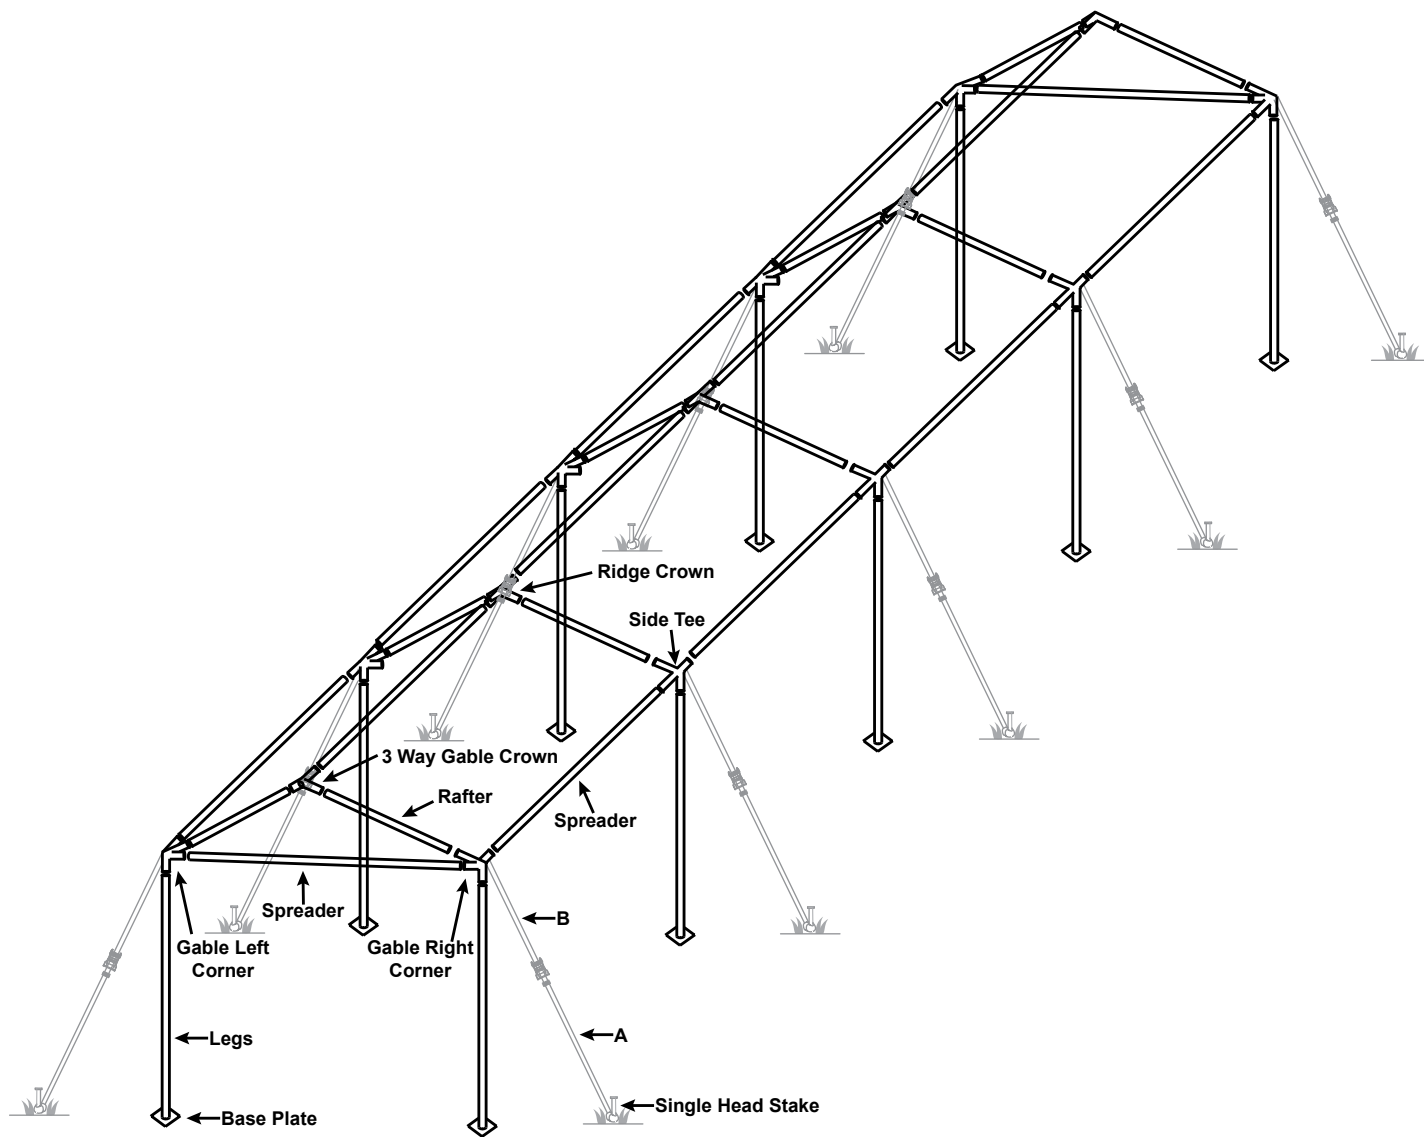 Ridge Crown
Side Tee
3 Way Gable Crown
Rafter
Spreader
Spreader
B
Gable Left
Corner
Gable Right
Corner
Legs
A
Single Head Stake
Base Plate